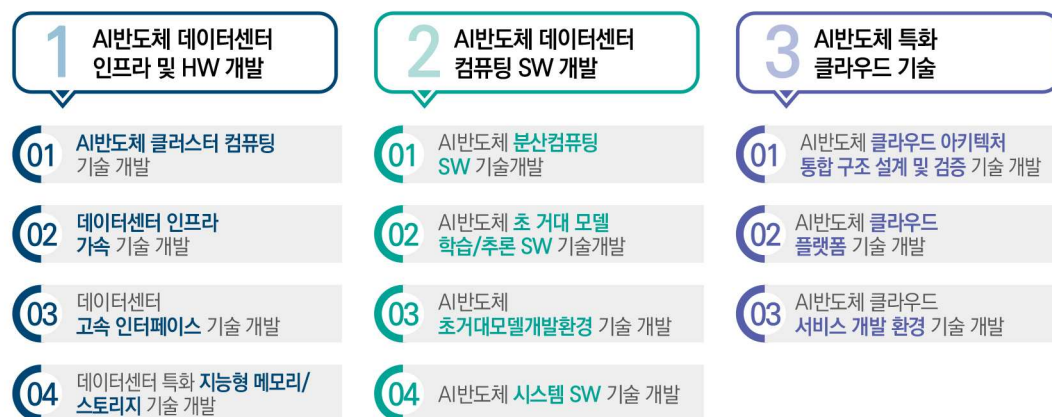 1
AI반도체 데이터센터
인프라 및 HW 개발
01
AI반도체 클러스터 컴퓨팅
기술 개발
02
데이터센터 인프라
가속 기술 개발
03
데이터센터
고속 인터페이스 기술 개발
04
데이터센터 특화 지능형 메모리/
스토리지 기술 개발
2
AI반도체 데이터센터
컴퓨팅 SW 개발
01
AI반도체 분산컴퓨팅
SW 기술개발
02
AI반도체 초 거대 모델
학습/추론 SW 기술개발
03
AI반도체
초거대모델개발환경 기술 개발
04
AI반도체 시스템 SW 기술 개발
3
AI반도체 특화
클라우드 기술
01
AI반도체 클라우드 아키텍처
통합 구조 설계 및 검증 기술 개발
02
AI반도체 클라우드
플랫폼 기술 개발
03
AI반도체 클라우드
서비스 개발 환경 기술 개발